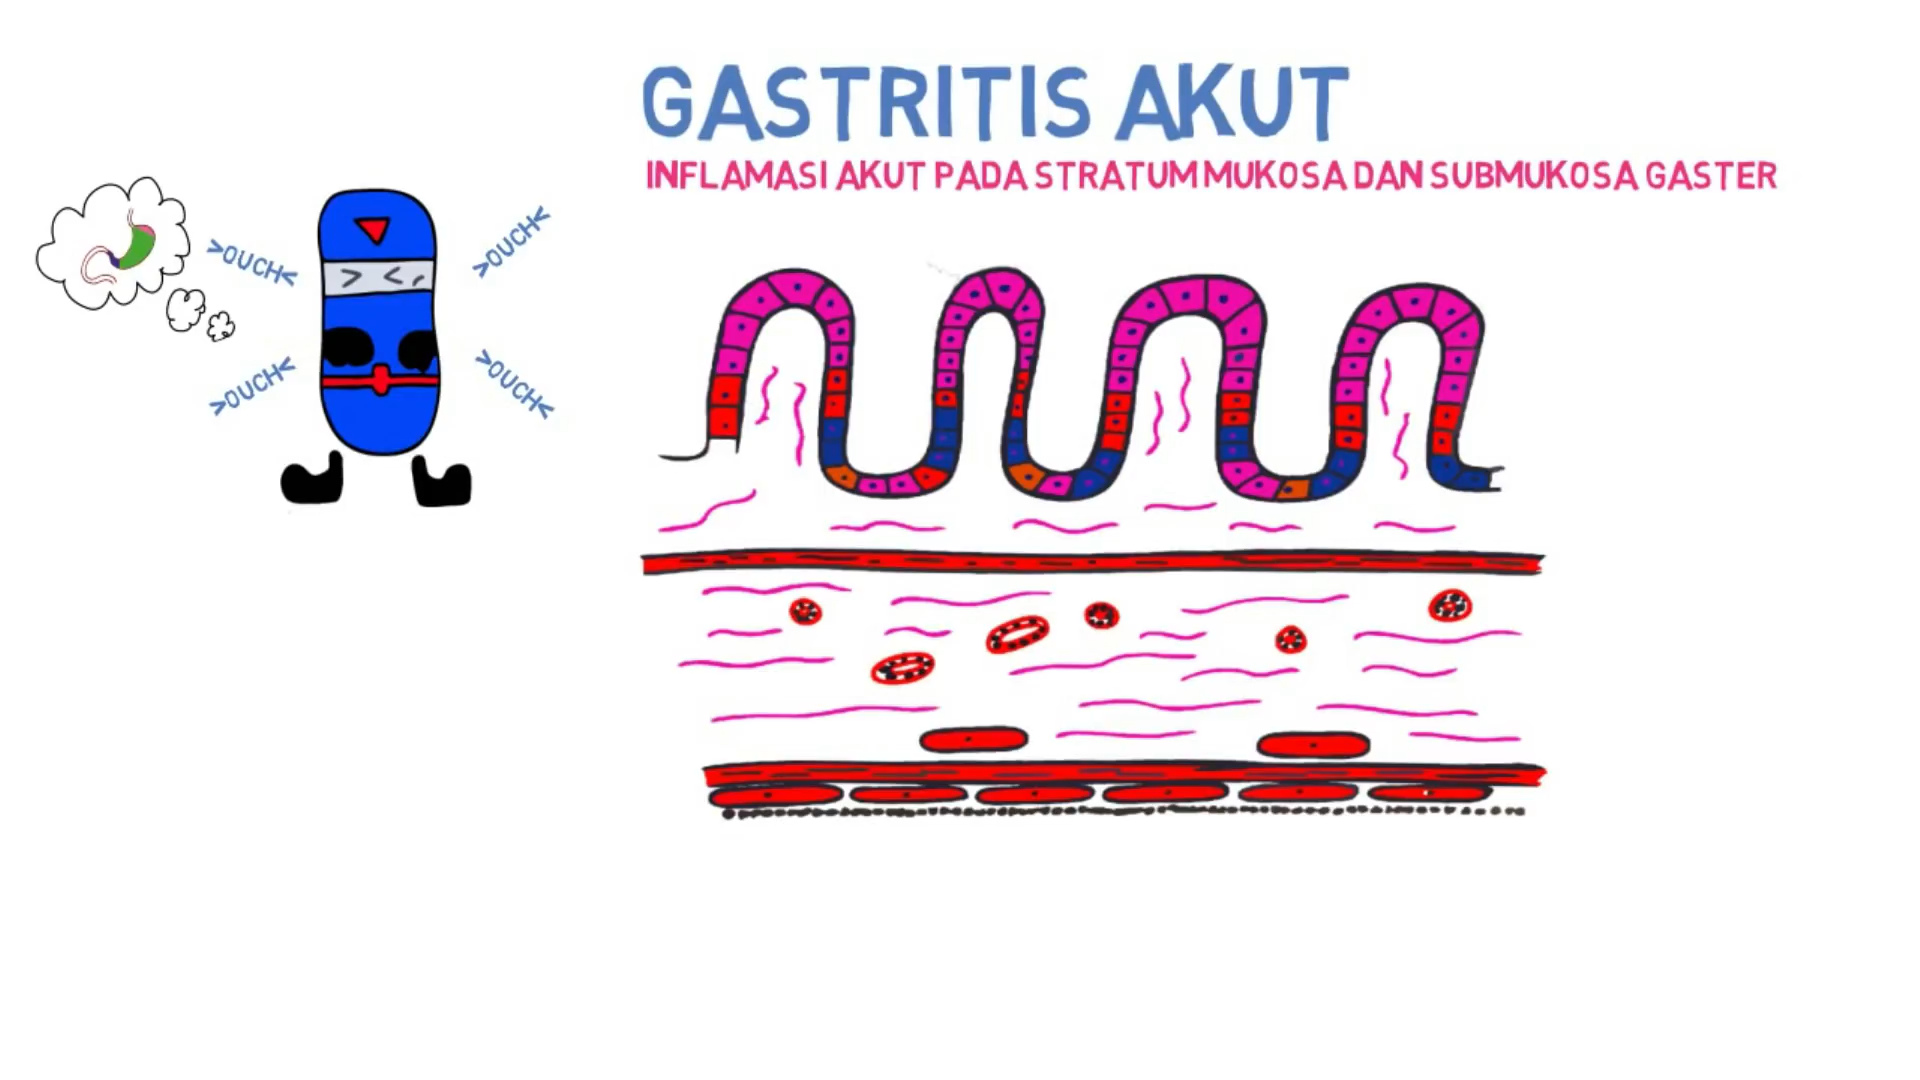 GASTRITIS AKUT
INFLAMASI AKUT PADA STRATUM MUKOSA DAN SUBMUKOSA GASTER
>OUCH<
>OUCH<
>OUCH<
>OUCH<